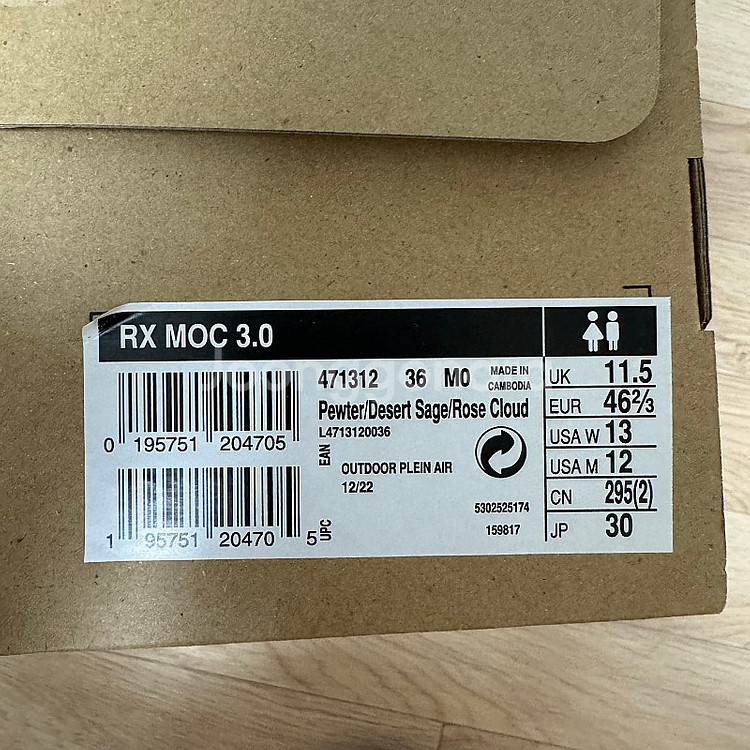 RX MOC 3.0
471312 36 M0
MADE IN
CAMBODIA
Pewter/Desert Sage/Rose Cloud
L4713120036
0 195751 204705
EAN
OUTDOOR PLEIN AIR
12/22
1 95751 20470 5
UPC
5302525174
159817
UK 11.5
EUR 46⅔
USA W 13
USA M 12
CN 295(2)
JP 30